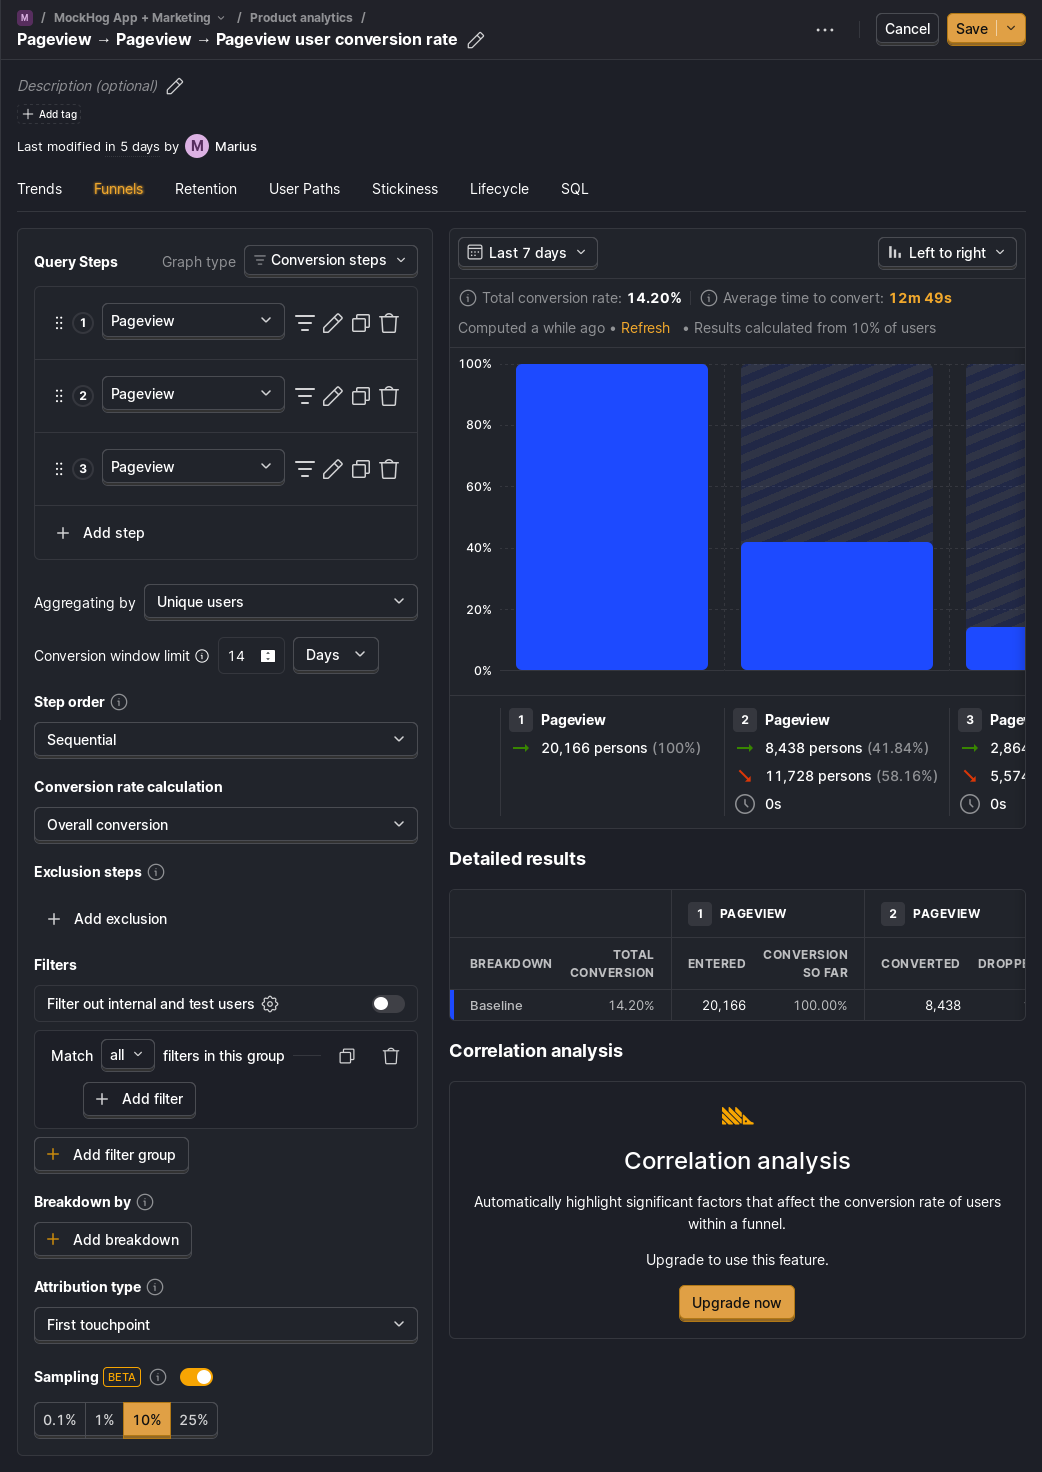 M / MockHog App + Marketing / Product analytics /
Pageview → Pageview → Pageview user conversion rate
Cancel
Save
Description (optional)
Add tag
Last modified in 5 days by M Marius
Trends Funnels Retention User Paths Stickiness Lifecycle SQL
Query Steps
Graph type
Conversion steps
1 Pageview
2 Pageview
3 Pageview
Add step
Aggregating by Unique users
Conversion window limit 14 Days
Step order
Sequential
Conversion rate calculation
Overall conversion
Exclusion steps
Add exclusion
Filters
Filter out internal and test users
Match all filters in this group
Add filter
Add filter group
Breakdown by
Add breakdown
Attribution type
First touchpoint
Sampling BETA
0.1% 1% 10% 25%
Last 7 days
Left to right
Total conversion rate: 14.20% Average time to convert: 12m 49s
Computed a while ago • Refresh • Results calculated from 10% of users
100%
80%
60%
40%
20%
0%
1 Pageview
20,166 persons (100%)
2 Pageview
8,438 persons (41.84%)
11,728 persons (58.16%)
0s
3
2,864
5,574
0s
Detailed results
1 PAGEVIEW 2 PAGEVIEW
BREAKDOWN TOTAL CONVERSION ENTERED CONVERSION SO FAR CONVERTED
Baseline 14.20% 20,166 100.00% 8,438
Correlation analysis
Correlation analysis
Automatically highlight significant factors that affect the conversion rate of users
within a funnel.
Upgrade to use this feature.
Upgrade now